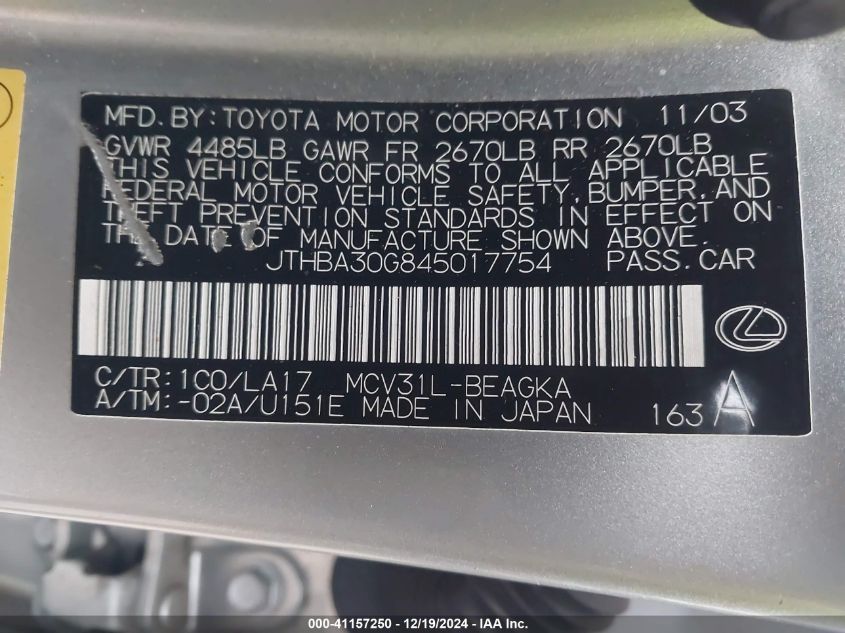 MFD. BY: TOYOTA MOTOR CORPORATION 11/03
GVWR 4485LB GAWR FR 2670LB RR 2670LB
THIS VEHICLE CONFORMS TO ALL APPLICABLE
FEDERAL MOTOR VEHICLE SAFETY, BUMPER, AND
THEFT PREVENTION STANDARDS IN EFFECT ON
THE DATE OF MANUFACTURE SHOWN ABOVE.
JTHBA30G845017754 PASS. CAR
C/TR: 1C0/LA17 MCV31L-BEAGKA
A/TM: -02A/U151E MADE IN JAPAN 163 A
000-41157250 - 12/19/2024 - IAA Inc.